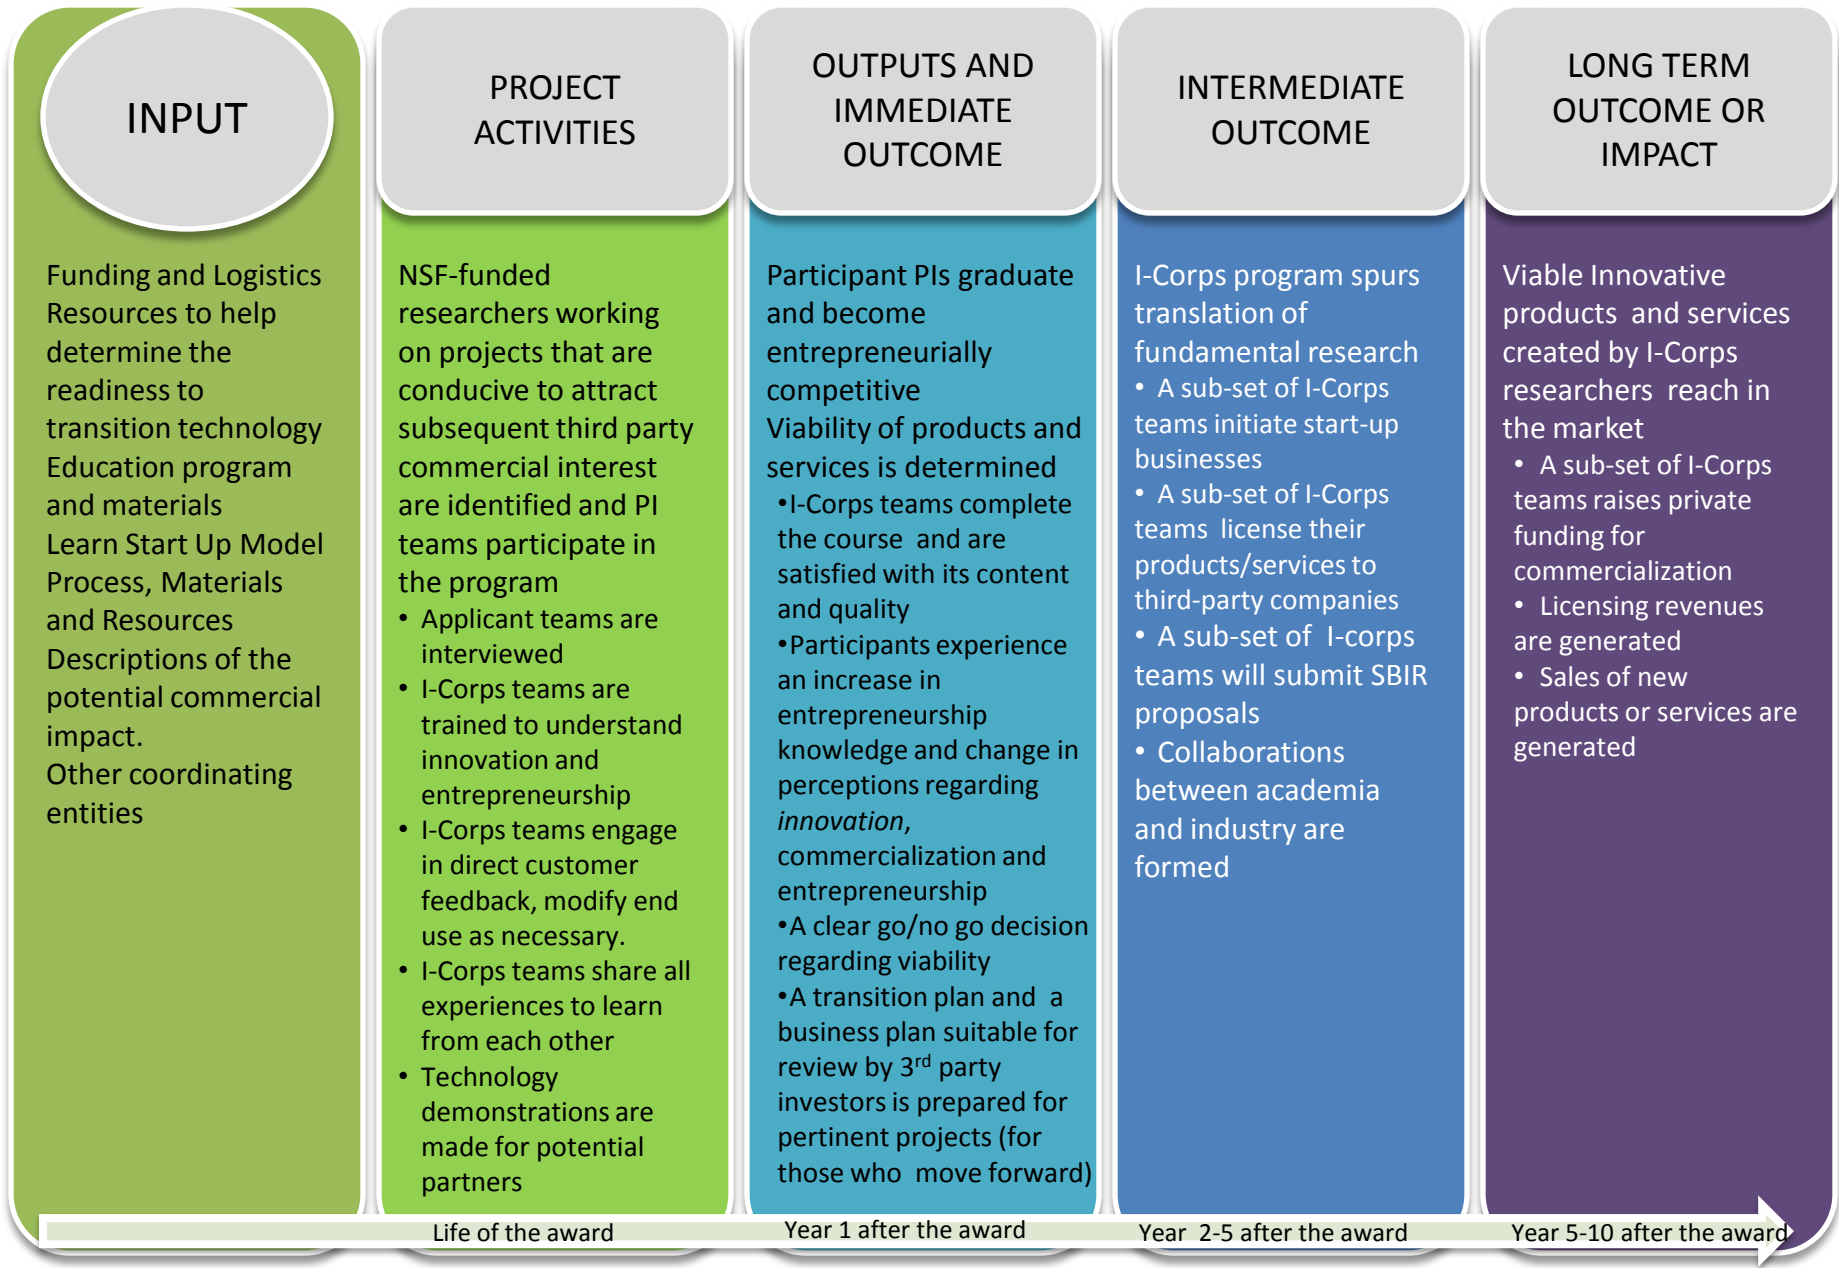 INPUT
Funding and Logistics
Resources to help
determine the
readiness to
transition technology
Education program
and materials
Learn Start Up Model
Process, Materials
and Resources
Descriptions of the
potential commercial
impact.
Other coordinating
entities
PROJECT
ACTIVITIES
NSF-funded
researchers working
on projects that are
conducive to attract
subsequent third party
commercial interest
are identified and PI
teams participate in
the program
• Applicant teams are
interviewed
• I-Corps teams are
trained to understand
innovation and
entrepreneurship
• I-Corps teams engage
in direct customer
feedback, modify end
use as necessary.
• I-Corps teams share all
experiences to learn
from each other
• Technology
demonstrations are
made for potential
partners
OUTPUTS AND
IMMEDIATE
OUTCOME
Participant PIs graduate
and become
entrepreneurially
competitive
Viability of products and
services is determined
•I-Corps teams complete
the course and are
satisfied with its content
and quality
•Participants experience
an increase in
entrepreneurship
knowledge and change in
perceptions regarding
innovation,
commercialization and
entrepreneurship
•A clear go/no go decision
regarding viability
•A transition plan and a
business plan suitable for
review by 3rd party
investors is prepared for
pertinent projects (for
those who move forward)
INTERMEDIATE
OUTCOME
I-Corps program spurs
translation of
fundamental research
• A sub-set of I-Corps
teams initiate start-up
businesses
• A sub-set of I-Corps
teams license their
products/services to
third-party companies
• A sub-set of I-corps
teams will submit SBIR
proposals
• Collaborations
between academia
and industry are
formed
LONG TERM
OUTCOME OR
IMPACT
Viable Innovative
products and services
created by I-Corps
researchers reach in
the market
• A sub-set of I-Corps
teams raises private
funding for
commercialization
• Licensing revenues
are generated
• Sales of new
products or services are
generated
Life of the award
Year 1 after the award
Year 2-5 after the award
Year 5-10 after the award